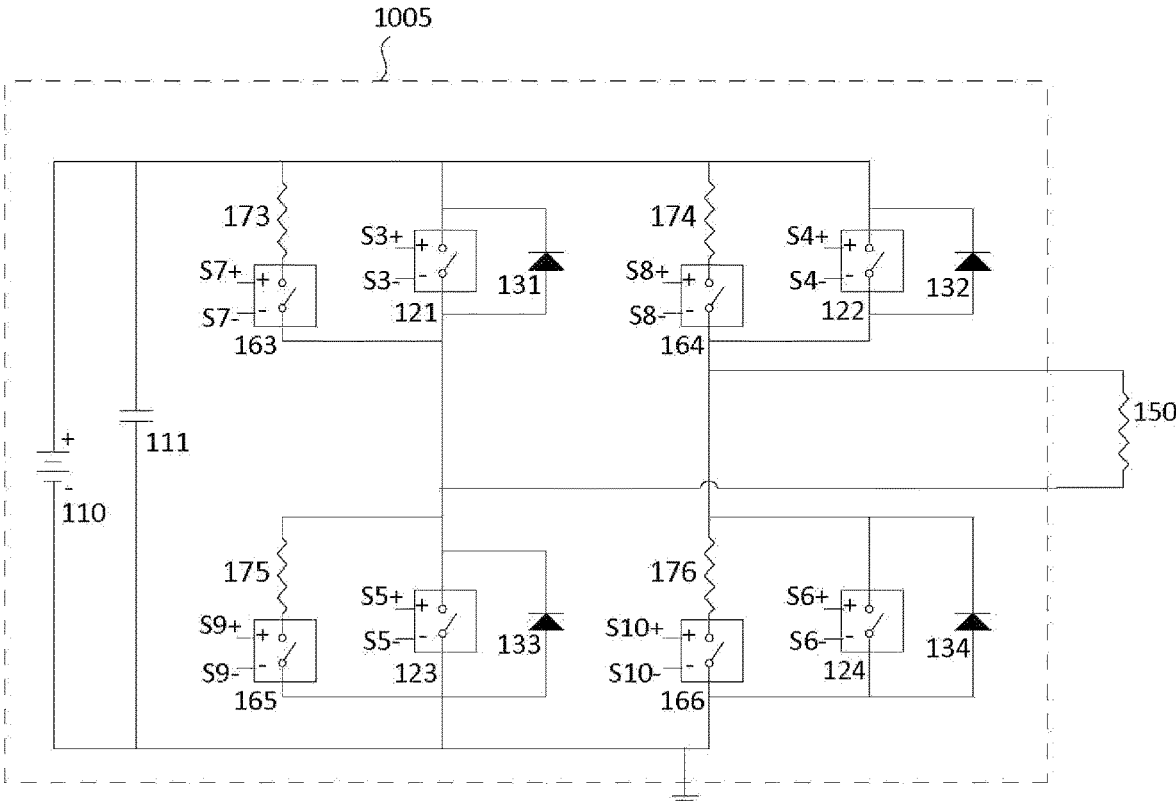 1005
173
S7+
+
S7-
-
163
S3+
+
S3-
-
121
131
174
S8+
+
S8-
-
164
S4+
+
S4-
-
122
132
150
+
-
110
111
175
S9+
+
S9-
-
165
S5+
+
S5-
-
123
133
176
S10+
+
S10-
-
166
S6+
+
S6-
-
124
134